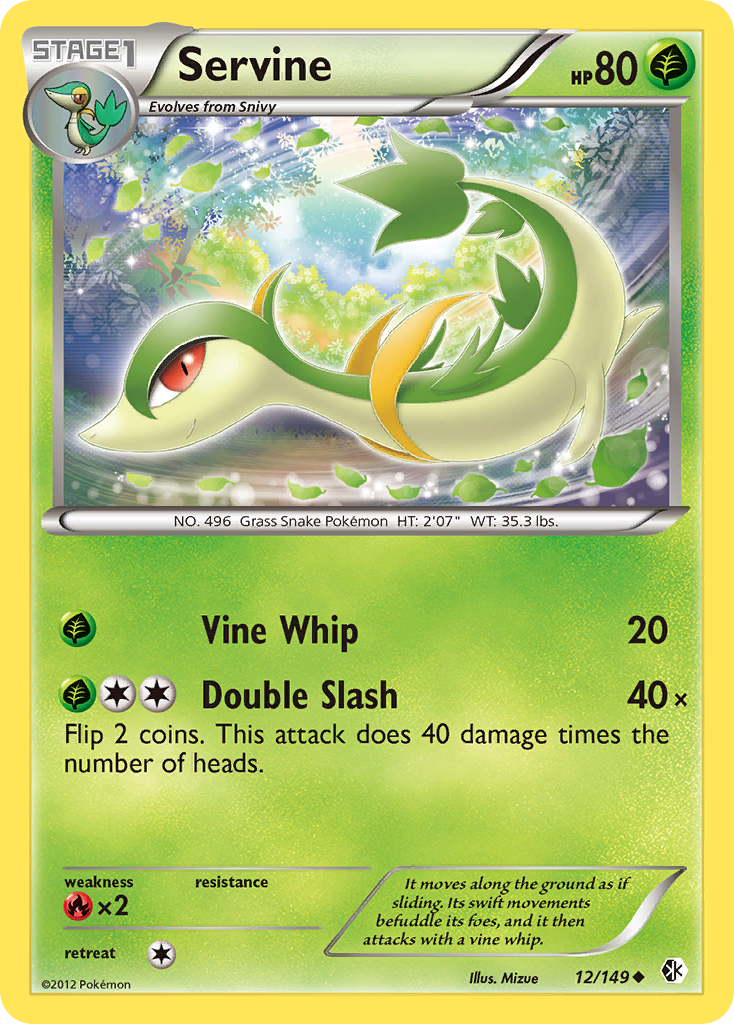 STAGE1
Servine
HP80
Evolves from Snivy
NO. 496 Grass Snake Pokémon HT: 2'07" WT: 35.3 lbs.
Vine Whip 20
Double Slash 40×
Flip 2 coins. This attack does 40 damage times the
number of heads.
weakness resistance
×2
retreat
It moves along the ground as if
sliding. Its swift movements
befuddle its foes, and it then
attacks with a vine whip.
©2012 Pokémon
Illus. Mizue 12/149